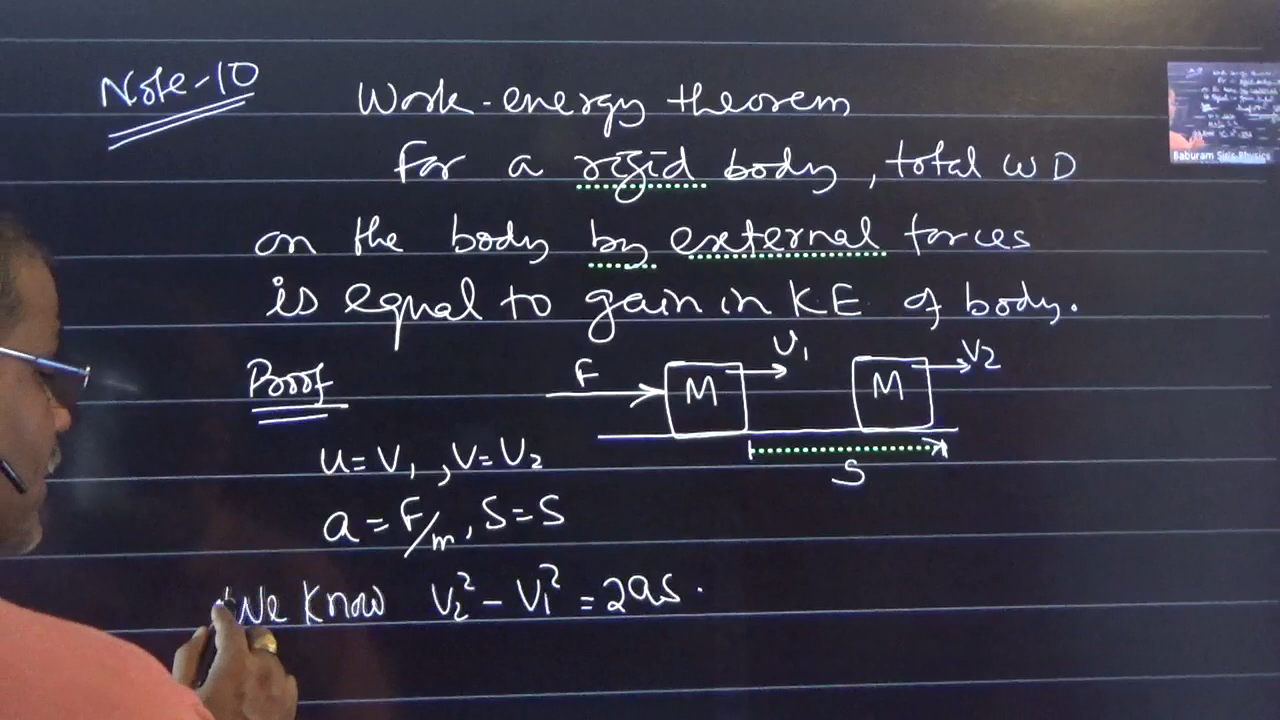 Note-10
Work-energy theorem
For a rigid body, total WD
on the body by external forces
is equal to gain in K.E. of body.
Proof
F M V₁ M V₂
S
u = V₁, V = V₂
a = F/m, S = S
We know V₂² - V₁² = 2as.
Baburam Sir's Physics